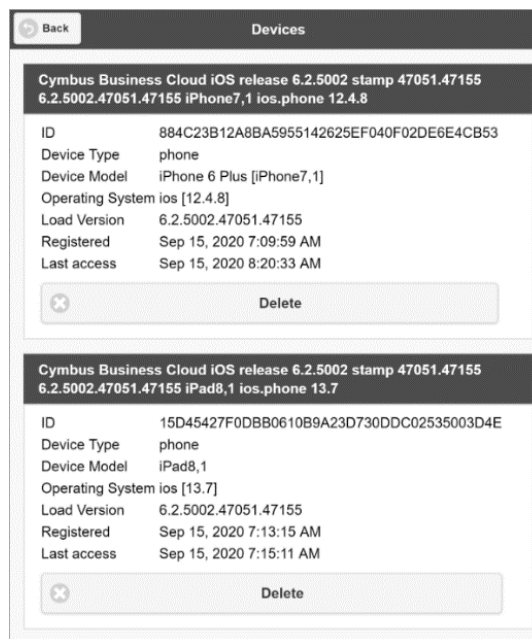 Back
Devices
Cymbus Business Cloud iOS release 6.2.5002 stamp 47051.47155
6.2.5002.47051.47155 iPhone7,1 ios.phone 12.4.8
ID 884C23B12A8BA5955142625EF040F02DE6E4CB53
Device Type phone
Device Model iPhone 6 Plus [iPhone7,1]
Operating System ios [12.4.8]
Load Version 6.2.5002.47051.47155
Registered Sep 15, 2020 7:09:59 AM
Last access Sep 15, 2020 8:20:33 AM
Delete
Cymbus Business Cloud iOS release 6.2.5002 stamp 47051.47155
6.2.5002.47051.47155 iPad8,1 ios.phone 13.7
ID 15D45427F0DBB0610B9A23D730DDC02535003D4E
Device Type phone
Device Model iPad8,1
Operating System ios [13.7]
Load Version 6.2.5002.47051.47155
Registered Sep 15, 2020 7:13:15 AM
Last access Sep 15, 2020 7:15:11 AM
Delete